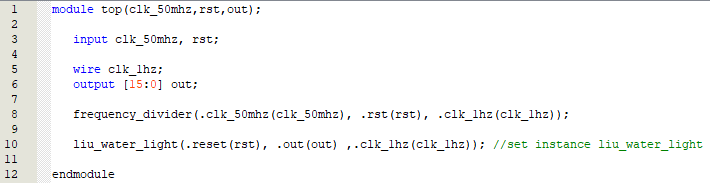 1 module top(clk_50mhz,rst,out);
2
3 input clk_50mhz, rst;
4
5 wire clk_1hz;
6 output [15:0] out;
7
8 frequency_divider(.clk_50mhz(clk_50mhz), .rst(rst), .clk_1hz(clk_1hz));
9
10 liu_water_light(.reset(rst), .out(out) ,.clk_1hz(clk_1hz)); //set instance liu_water_light
11
12 endmodule